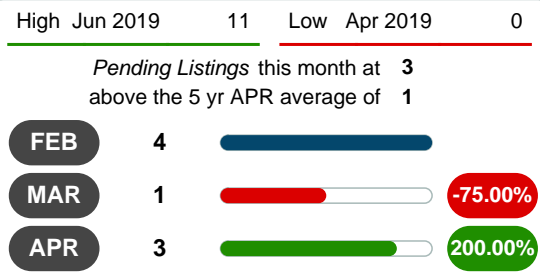 High Jun 2019 11 Low Apr 2019 0
Pending Listings this month at 3
above the 5 yr APR average of 1
FEB 4
MAR 1 -75.00%
APR 3 200.00%